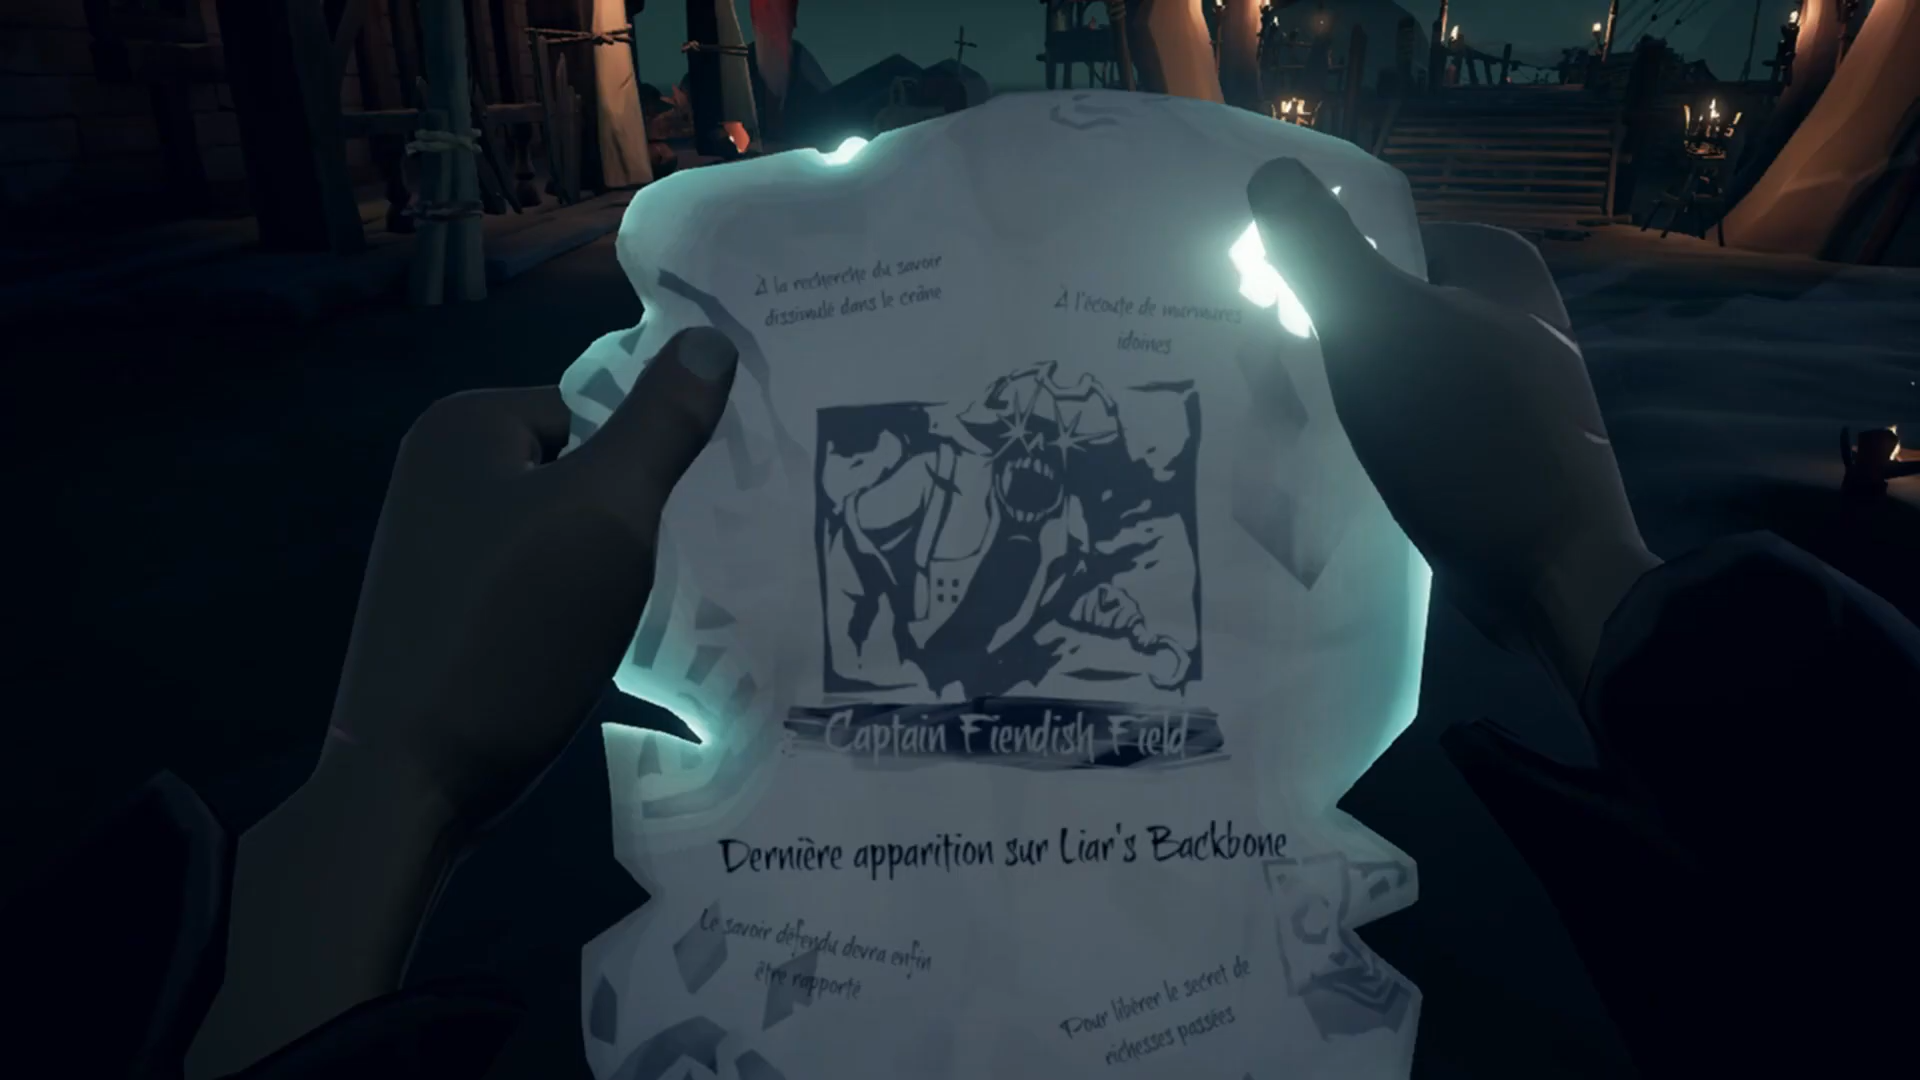 À la recherche du savoir
dissimulé dans le crâne
À l'écoute de murmures
idoines
Captain Fiendish Field
Dernière apparition sur Liar's Backbone
Le savoir défendu devra enfin
être rapporté
Pour libérer le secret de
richesses passées